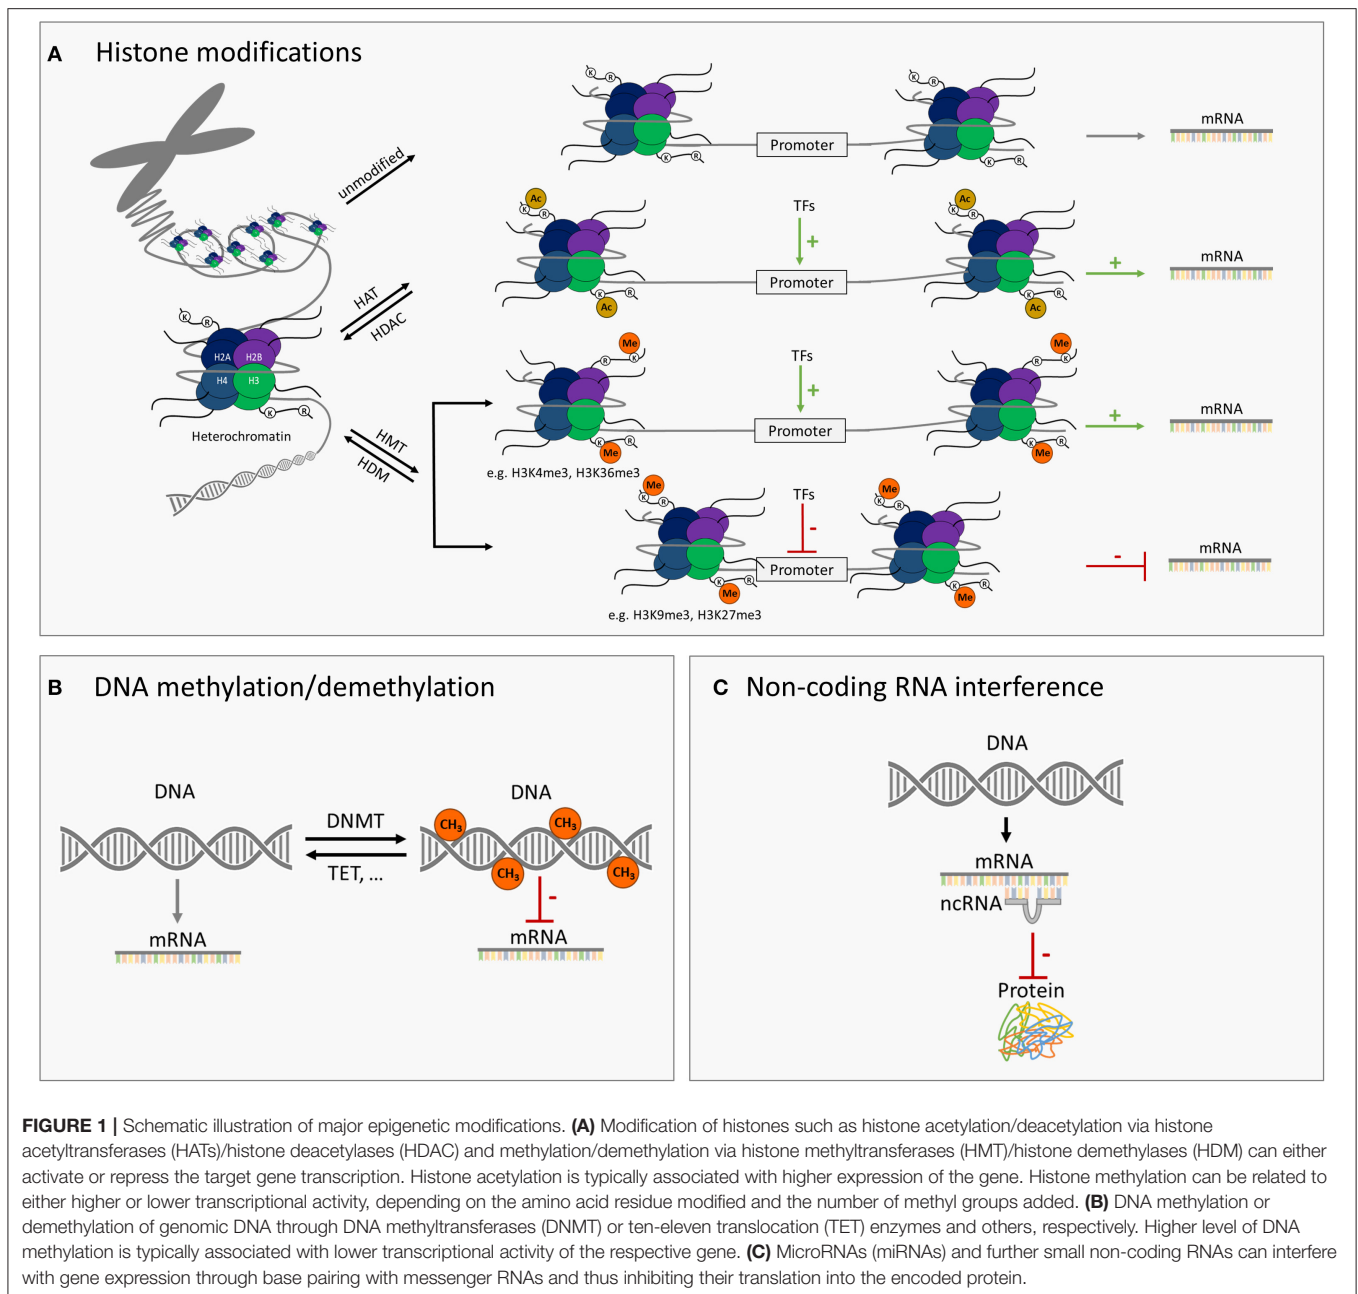 A Histone modifications
unmodified
K R
K R
Promoter
K R
K R
mRNA
Ac
K R
K R
Ac
TFs
+
Promoter
Ac
K R
K R
Ac
+
mRNA
HAT
HDAC
K R
H2A H2B
H4 H3
K R
Heterochromatin
HMT
HDM
Me
R K
K R
Me
e.g. H3K4me3, H3K36me3
TFs
+
Promoter
Me
R K
K R
Me
+
mRNA
Me
K R
K R
Me
e.g. H3K9me3, H3K27me3
TFs
-
Promoter
Me
K R
K R
Me
-
mRNA
B DNA methylation/demethylation
DNA
mRNA
DNMT
TET, ...
DNA
CH3
CH3
CH3
CH3
-
mRNA
C Non-coding RNA interference
DNA
mRNA
ncRNA
-
Protein
FIGURE 1 | Schematic illustration of major epigenetic modifications. (A) Modification of histones such as histone acetylation/deacetylation via histone
acetyltransferases (HATs)/histone deacetylases (HDAC) and methylation/demethylation via histone methyltransferases (HMT)/histone demethylases (HDM) can either
activate or repress the target gene transcription. Histone acetylation is typically associated with higher expression of the gene. Histone methylation can be related to
either higher or lower transcriptional activity, depending on the amino acid residue modified and the number of methyl groups added. (B) DNA methylation or
demethylation of genomic DNA through DNA methyltransferases (DNMT) or ten-eleven translocation (TET) enzymes and others, respectively. Higher level of DNA
methylation is typically associated with lower transcriptional activity of the respective gene. (C) MicroRNAs (miRNAs) and further small non-coding RNAs can interfere
with gene expression through base pairing with messenger RNAs and thus inhibiting their translation into the encoded protein.